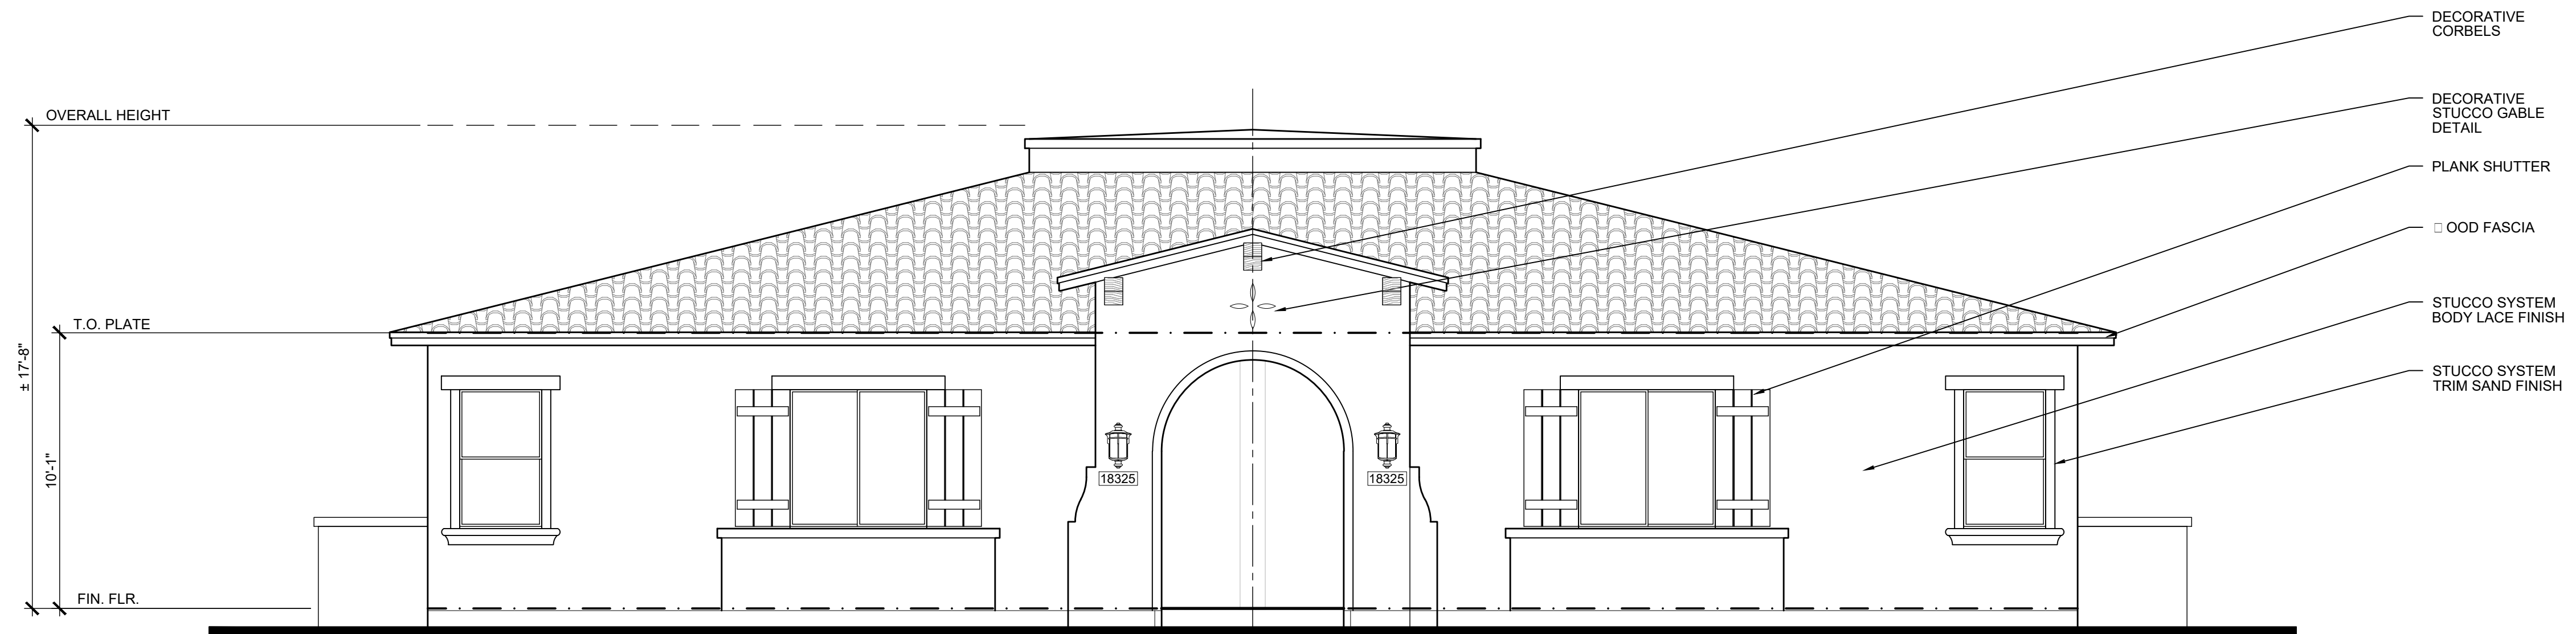 DECORATIVE
CORBELS
OVERALL HEIGHT
DECORATIVE
STUCCO GABLE
DETAIL
PLANK SHUTTER
□ OOD FASCIA
T.O. PLATE
STUCCO SYSTEM
BODY LACE FINISH
± 17'-8"
STUCCO SYSTEM
TRIM SAND FINISH
10'-1"
18325
18325
FIN. FLR.